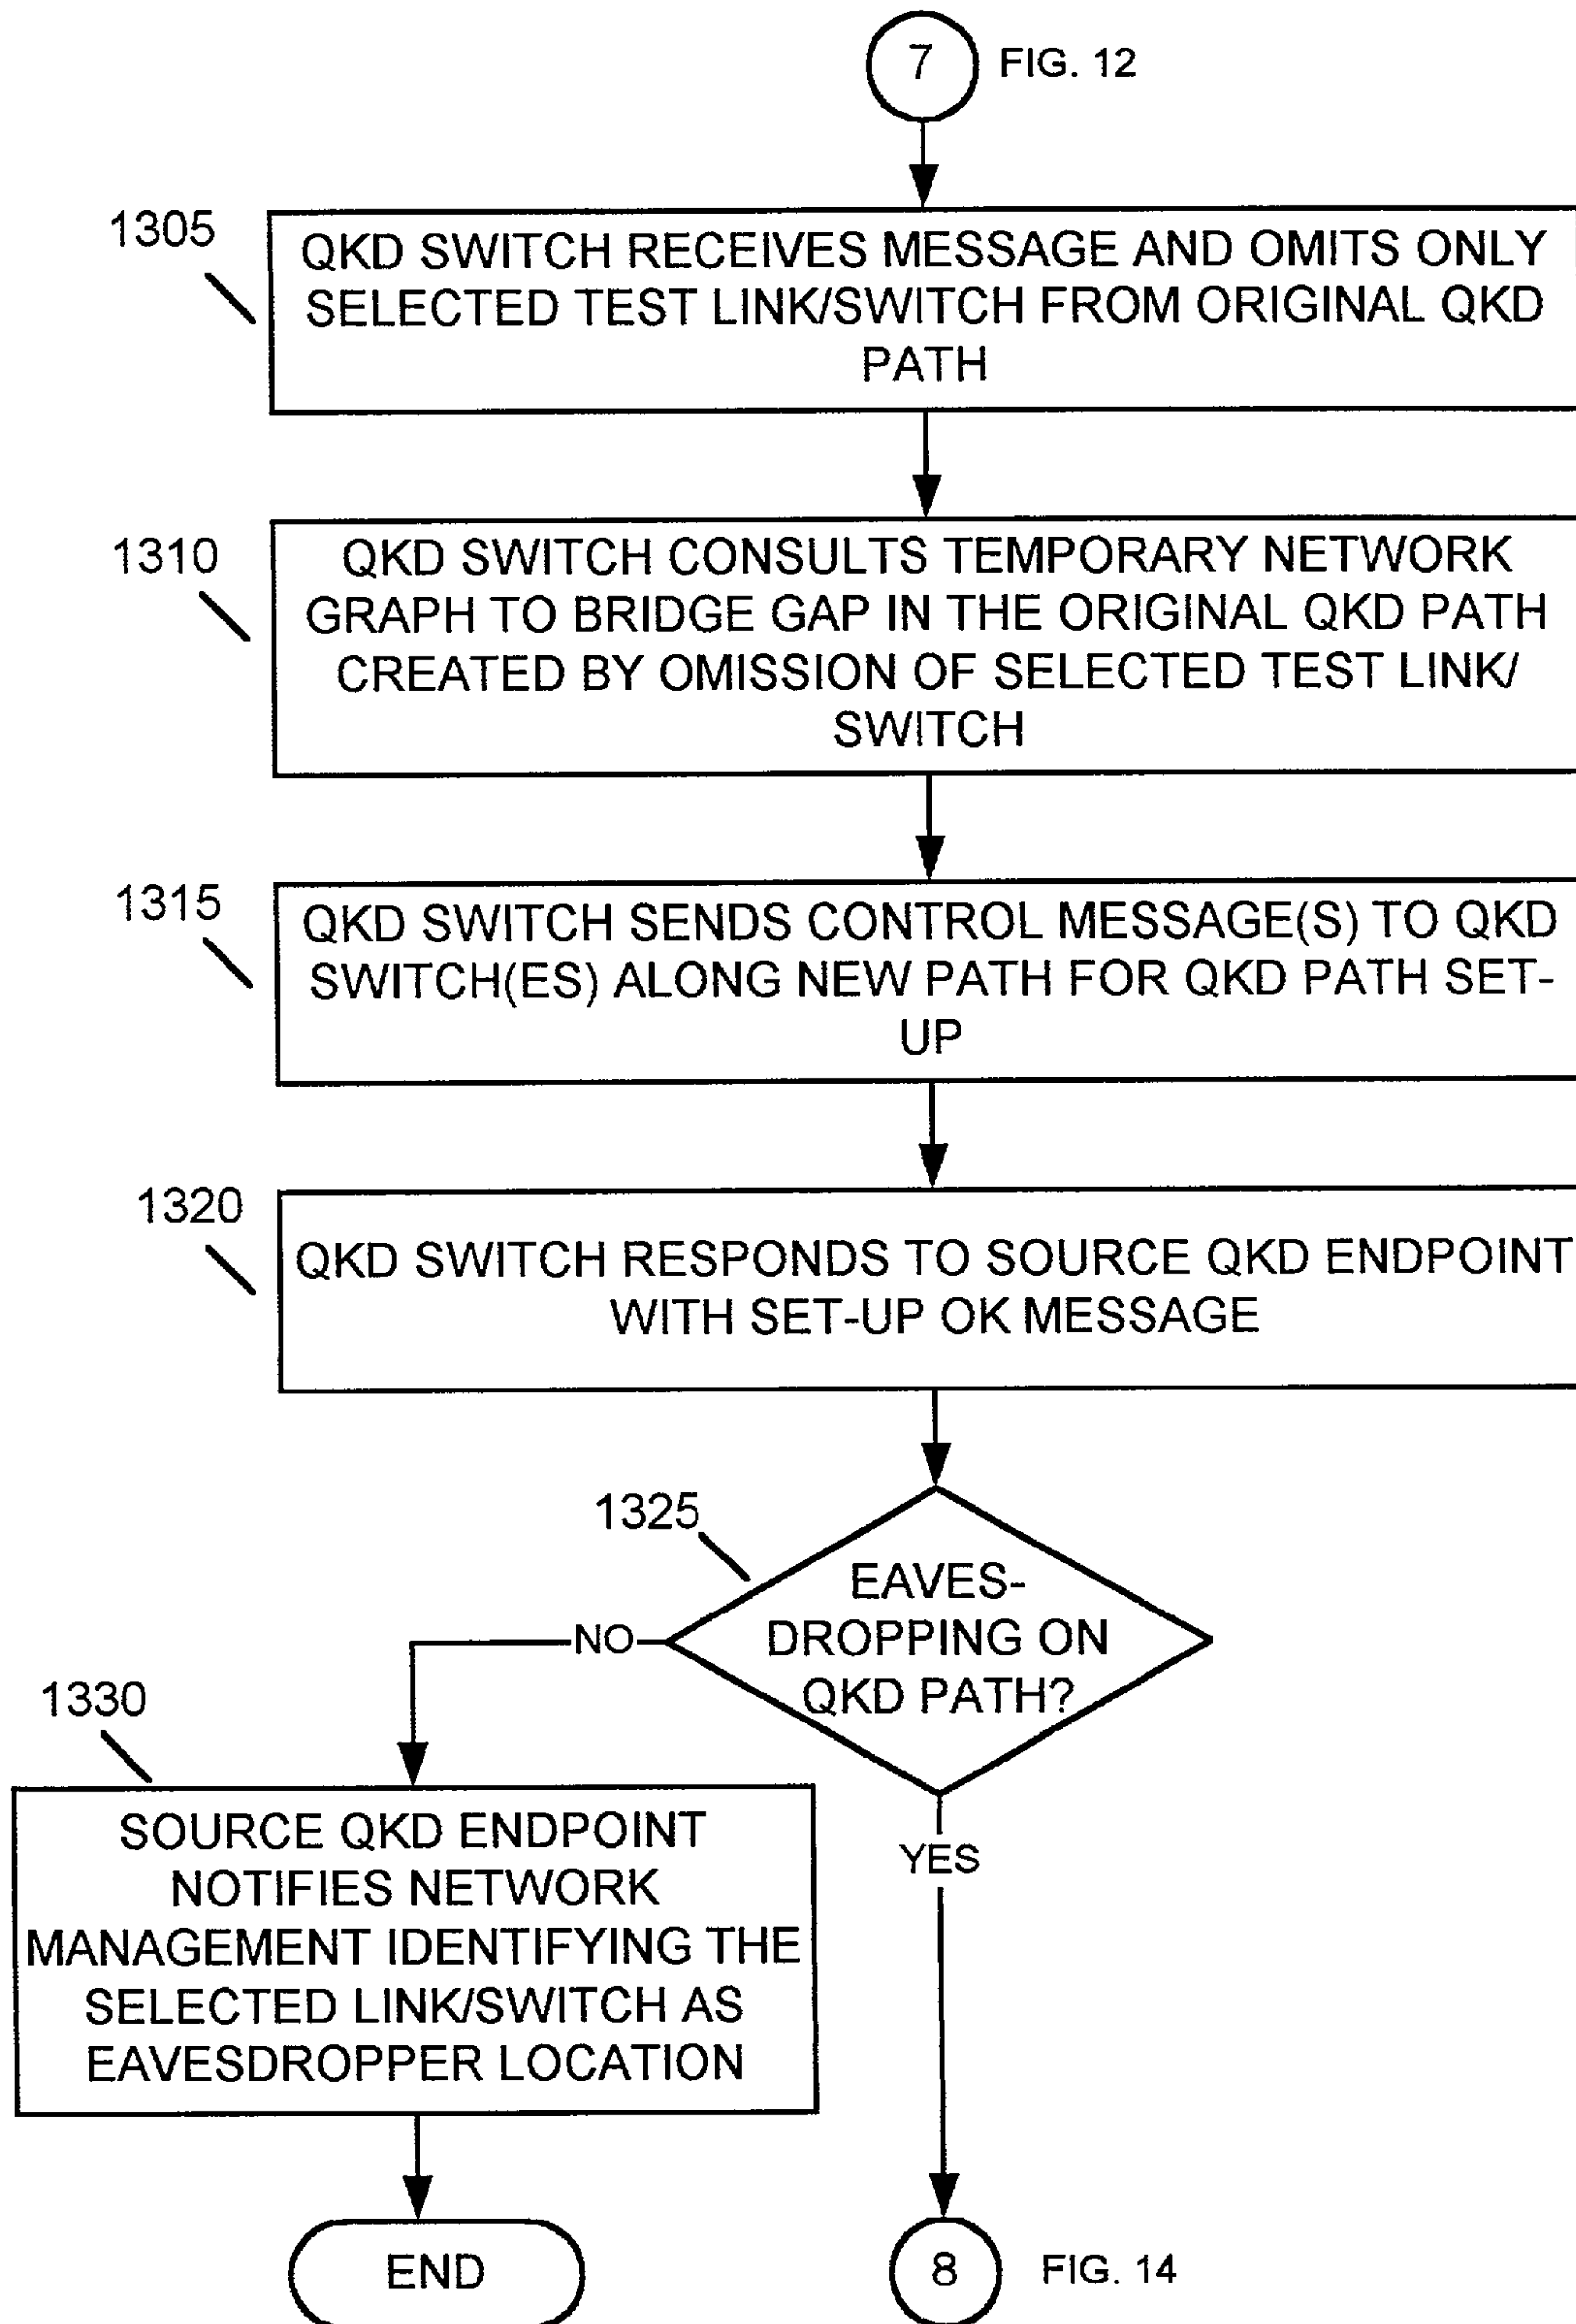 7 FIG. 12
1305
QKD SWITCH RECEIVES MESSAGE AND OMITS ONLY
SELECTED TEST LINK/SWITCH FROM ORIGINAL QKD
PATH
1310
QKD SWITCH CONSULTS TEMPORARY NETWORK
GRAPH TO BRIDGE GAP IN THE ORIGINAL QKD PATH
CREATED BY OMISSION OF SELECTED TEST LINK/
SWITCH
1315
QKD SWITCH SENDS CONTROL MESSAGE(S) TO QKD
SWITCH(ES) ALONG NEW PATH FOR QKD PATH SET-
UP
1320
QKD SWITCH RESPONDS TO SOURCE QKD ENDPOINT
WITH SET-UP OK MESSAGE
1325
EAVES-
DROPPING ON
QKD PATH?
NO
YES
1330
SOURCE QKD ENDPOINT
NOTIFIES NETWORK
MANAGEMENT IDENTIFYING THE
SELECTED LINK/SWITCH AS
EAVESDROPPER LOCATION
END
8 FIG. 14